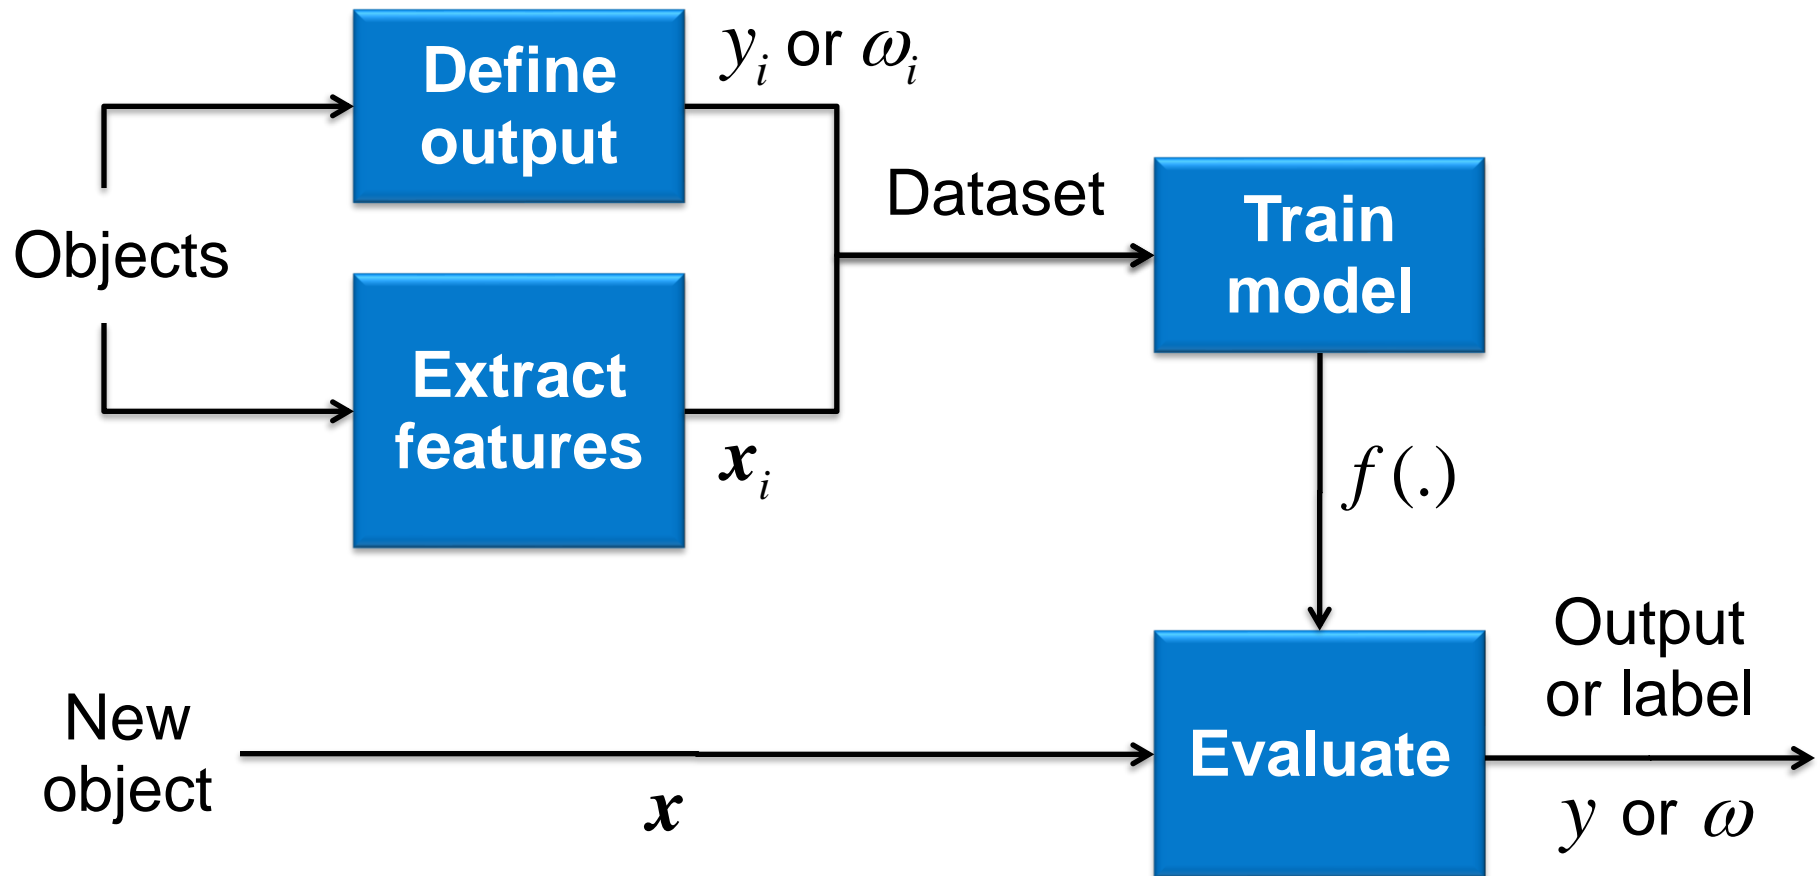 Define
output
y_i or ω_i
Objects
Dataset
Train
model
Extract
features
x_i
f(.)
New
object
x
Evaluate
Output
or label
y or ω